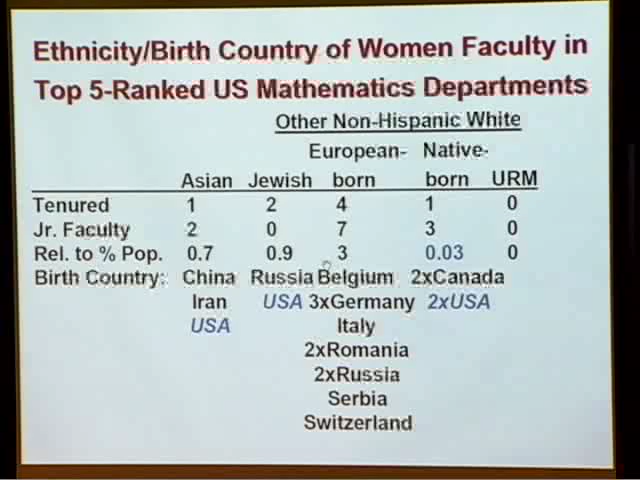 Ethnicity/Birth Country of Women Faculty in
Top 5-Ranked US Mathematics Departments
Other Non-Hispanic White
European- Native-
Asian Jewish born born URM
Tenured 1 2 4 1 0
Jr. Faculty 2 0 7 3 0
Rel. to % Pop. 0.7 0.9 3 0.03 0
Birth Country: China Russia Belgium 2xCanada
Iran USA 3xGermany 2xUSA
USA Italy
2xRomania
2xRussia
Serbia
Switzerland